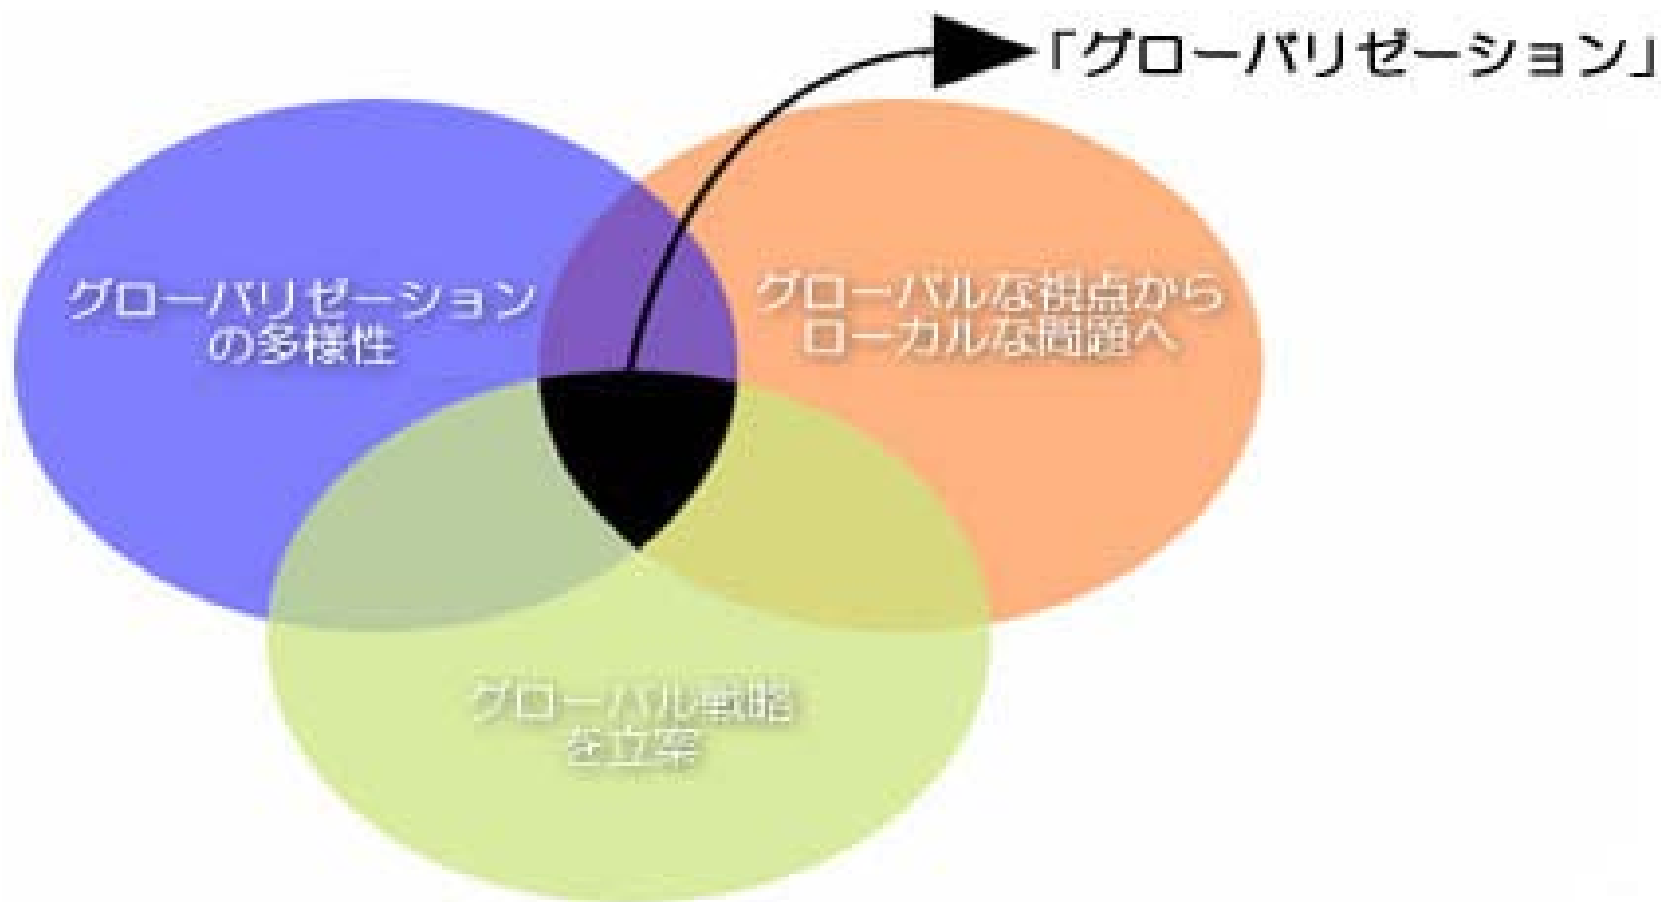 「グローバリゼーション」
グローバリゼーション
の多様性
グローバルな視点から
ローカルな問題へ
グローバル戦略
を立案